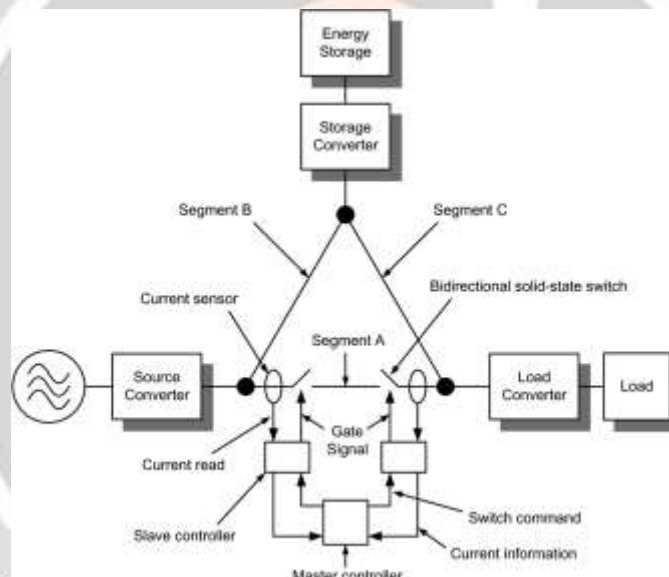 Energy
Storage
Storage
Converter
Segment B
Segment C
Current sensor
Bidirectional solid-state switch
Segment A
Source
Converter
Load
Converter
Load
Gate
Signal
Current read
Slave controller
Switch command
Current information
Master controller